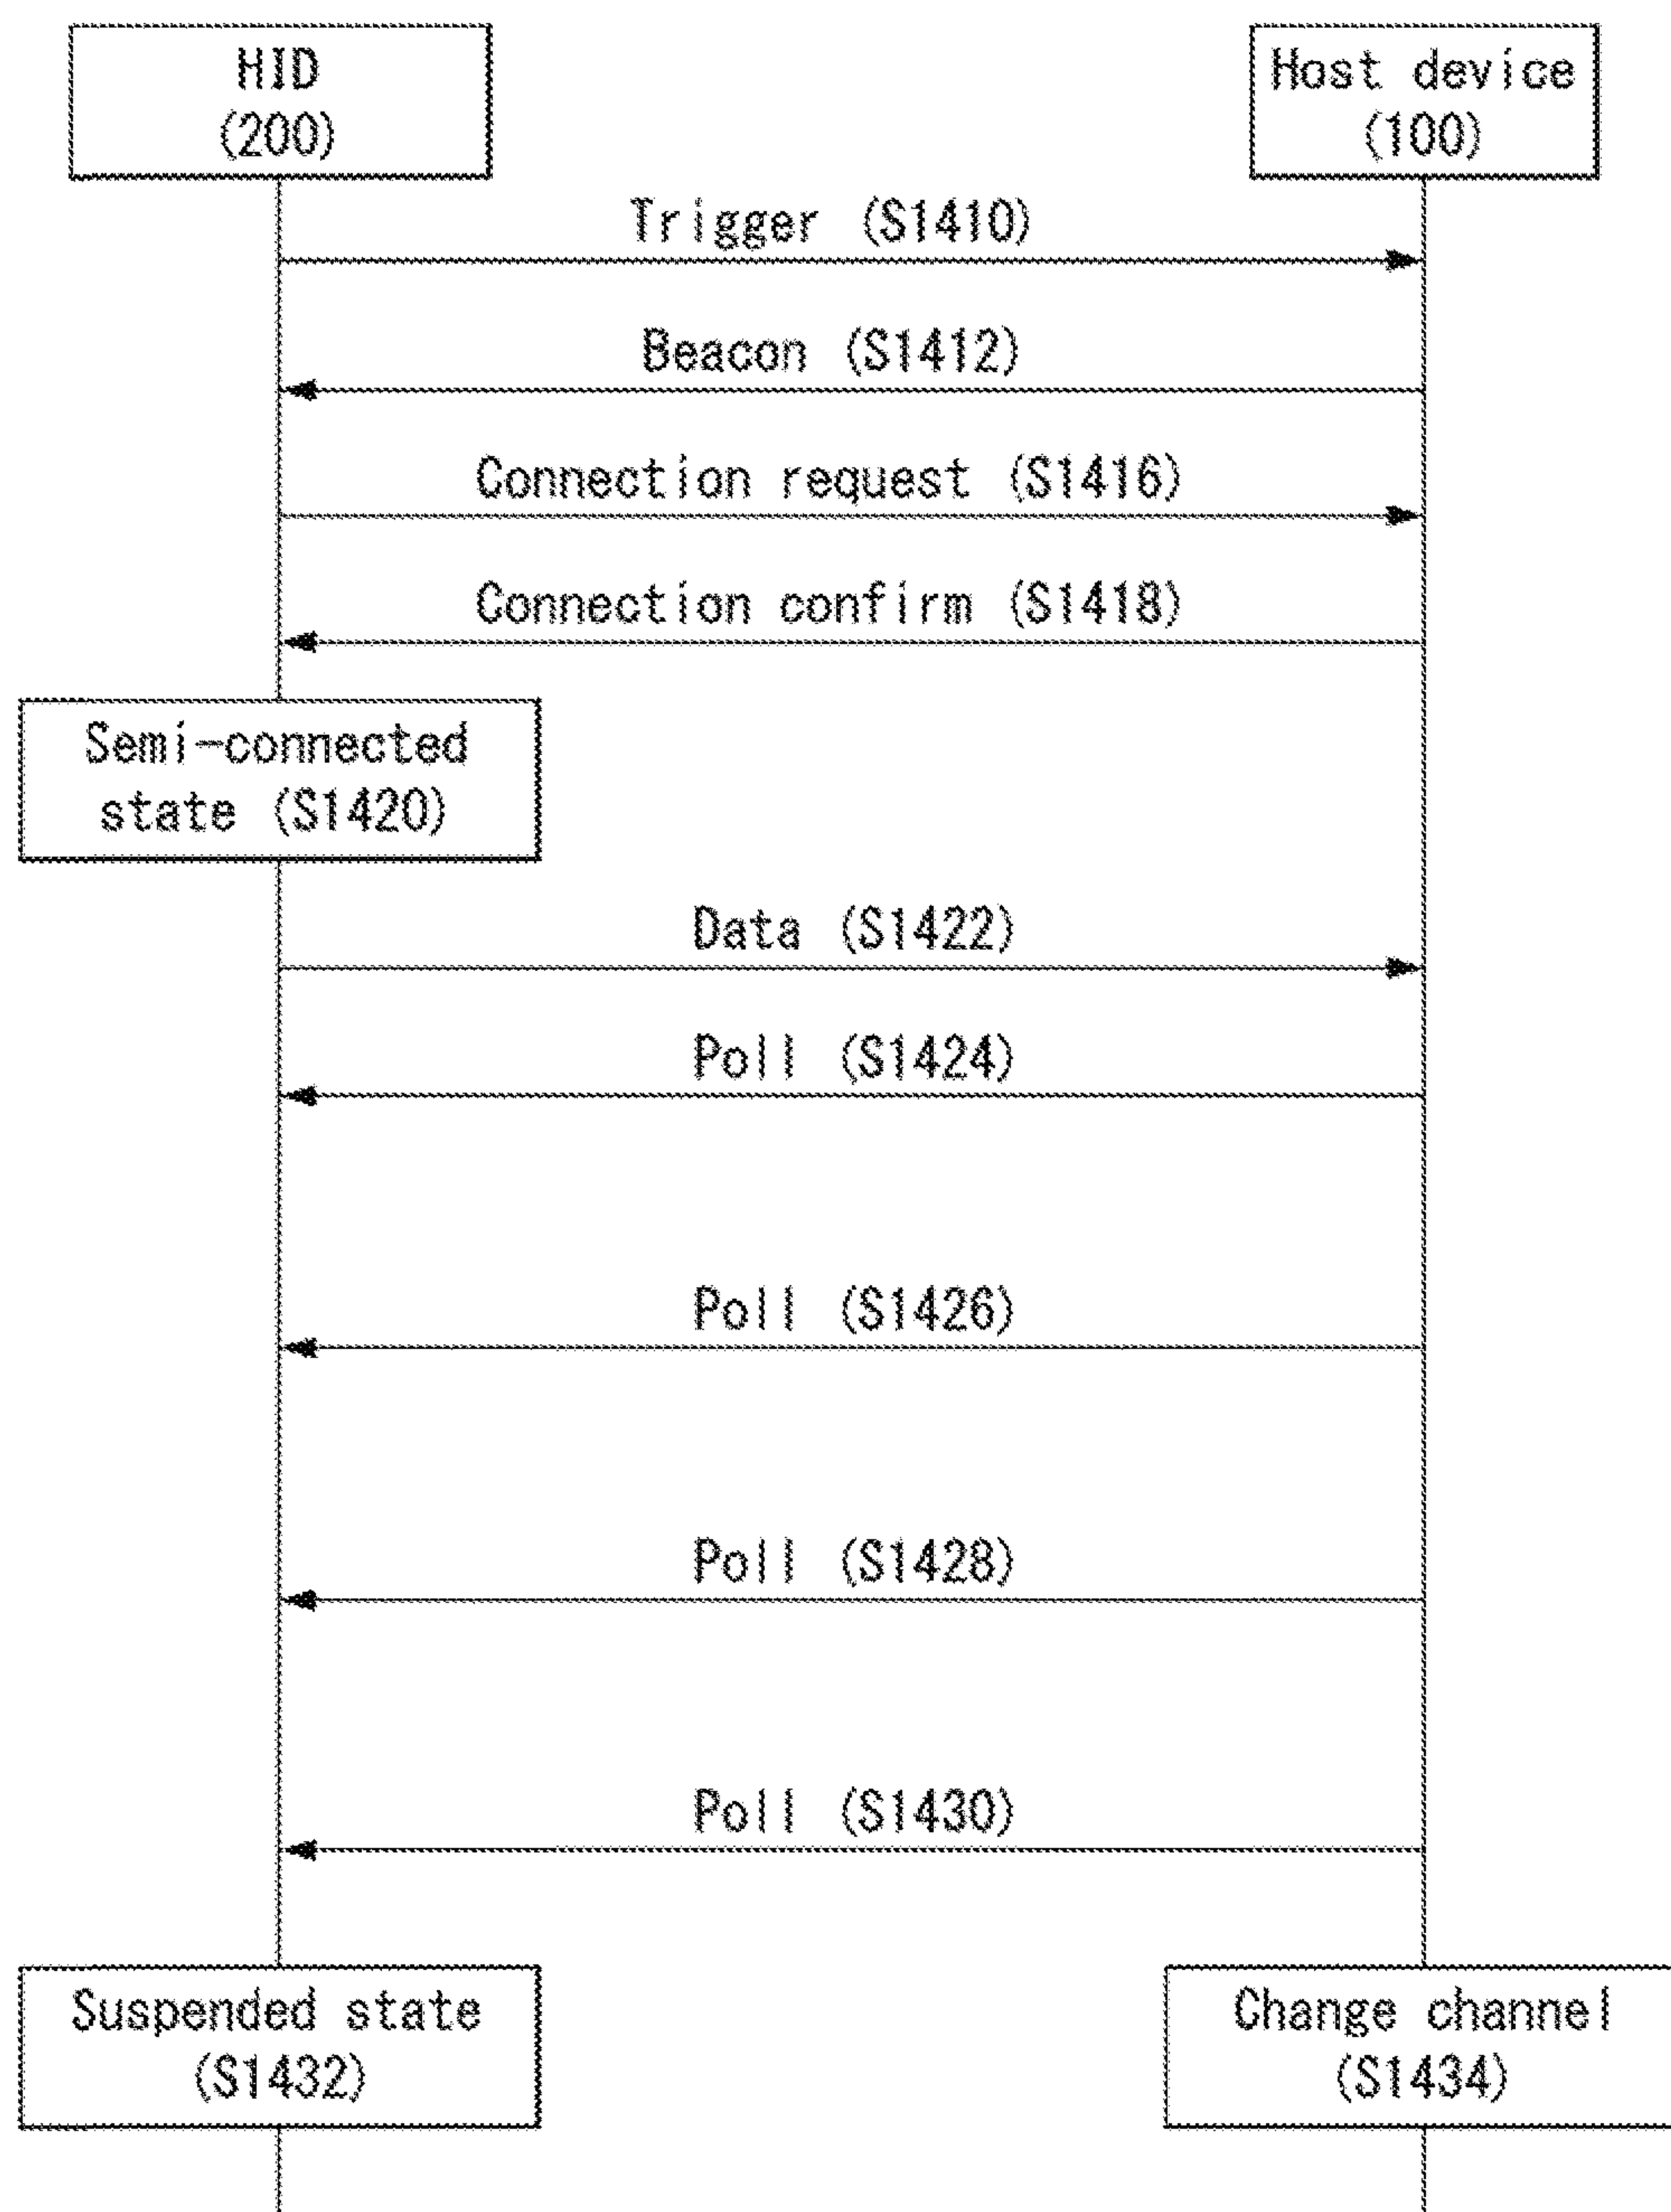 HID
(200)
Host device
(100)
Trigger (S1410)
Beacon (S1412)
Connection request (S1416)
Connection confirm (S1418)
Semi-connected
state (S1420)
Data (S1422)
Poll (S1424)
Poll (S1426)
Poll (S1428)
Poll (S1430)
Suspended state
(S1432)
Change channel
(S1434)